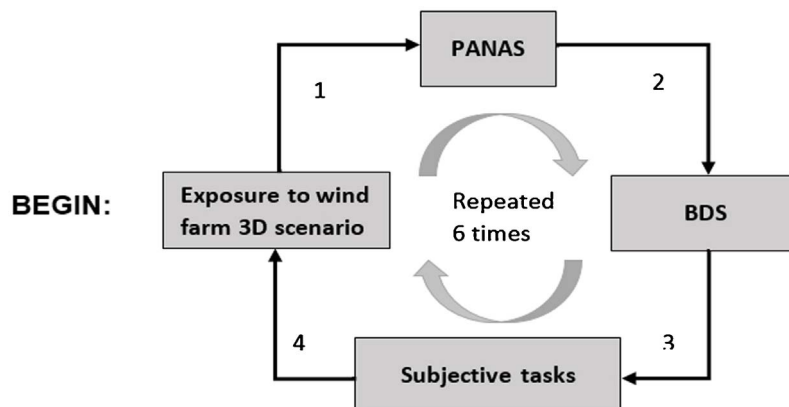 PANAS
1
2
BEGIN:
Exposure to wind
farm 3D scenario
Repeated
6 times
BDS
4
3
Subjective tasks